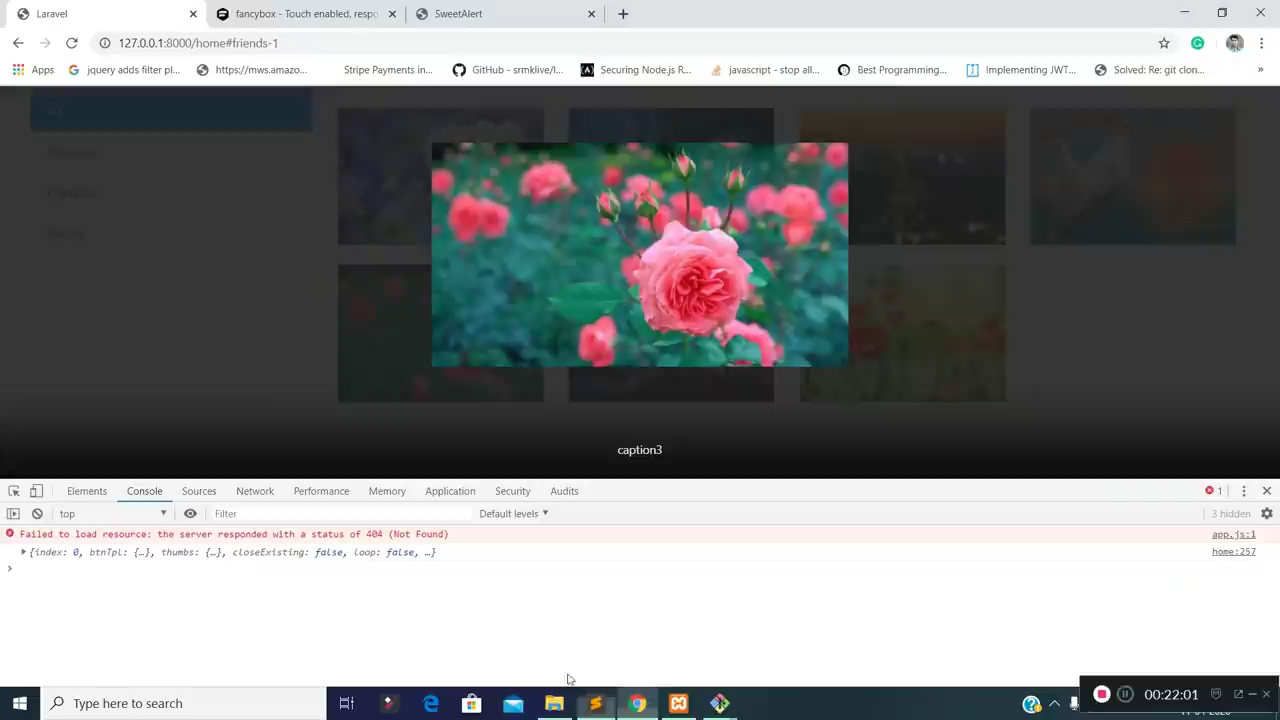 Laravel
fancybox - Touch enabled, respo
SweetAlert
127.0.0.1:8000/home#friends-1
Apps
jquery adds filter pl...
https://mws.amazo...
Stripe Payments in...
GitHub - srmklive/l...
Securing Node.js R...
javascript - stop all...
Best Programming...
Implementing JWT...
Solved: Re: git clon...
caption3
Elements
Console
Sources
Network
Performance
Memory
Application
Security
Audits
1
top
Filter
Default levels
3 hidden
Failed to load resource: the server responded with a status of 404 (Not Found)
app.js:1
{index: 0, btnTpl: {…}, thumbs: {…}, closeExisting: false, loop: false, …}
home:257
Type here to search
00:22:01